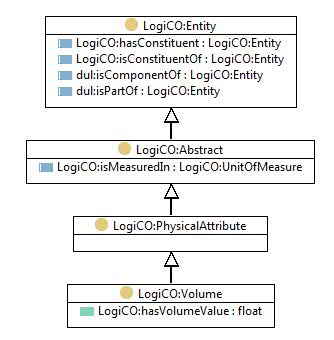 LogiCO:Entity
LogiCO:hasConstituent : LogiCO:Entity
LogiCO:isConstituentOf : LogiCO:Entity
dul:isComponentOf : LogiCO:Entity
dul:isPartOf : LogiCO:Entity
LogiCO:Abstract
LogiCO:isMeasuredIn : LogiCO:UnitOfMeasure
LogiCO:PhysicalAttribute
LogiCO:Volume
LogiCO:hasVolumeValue : float